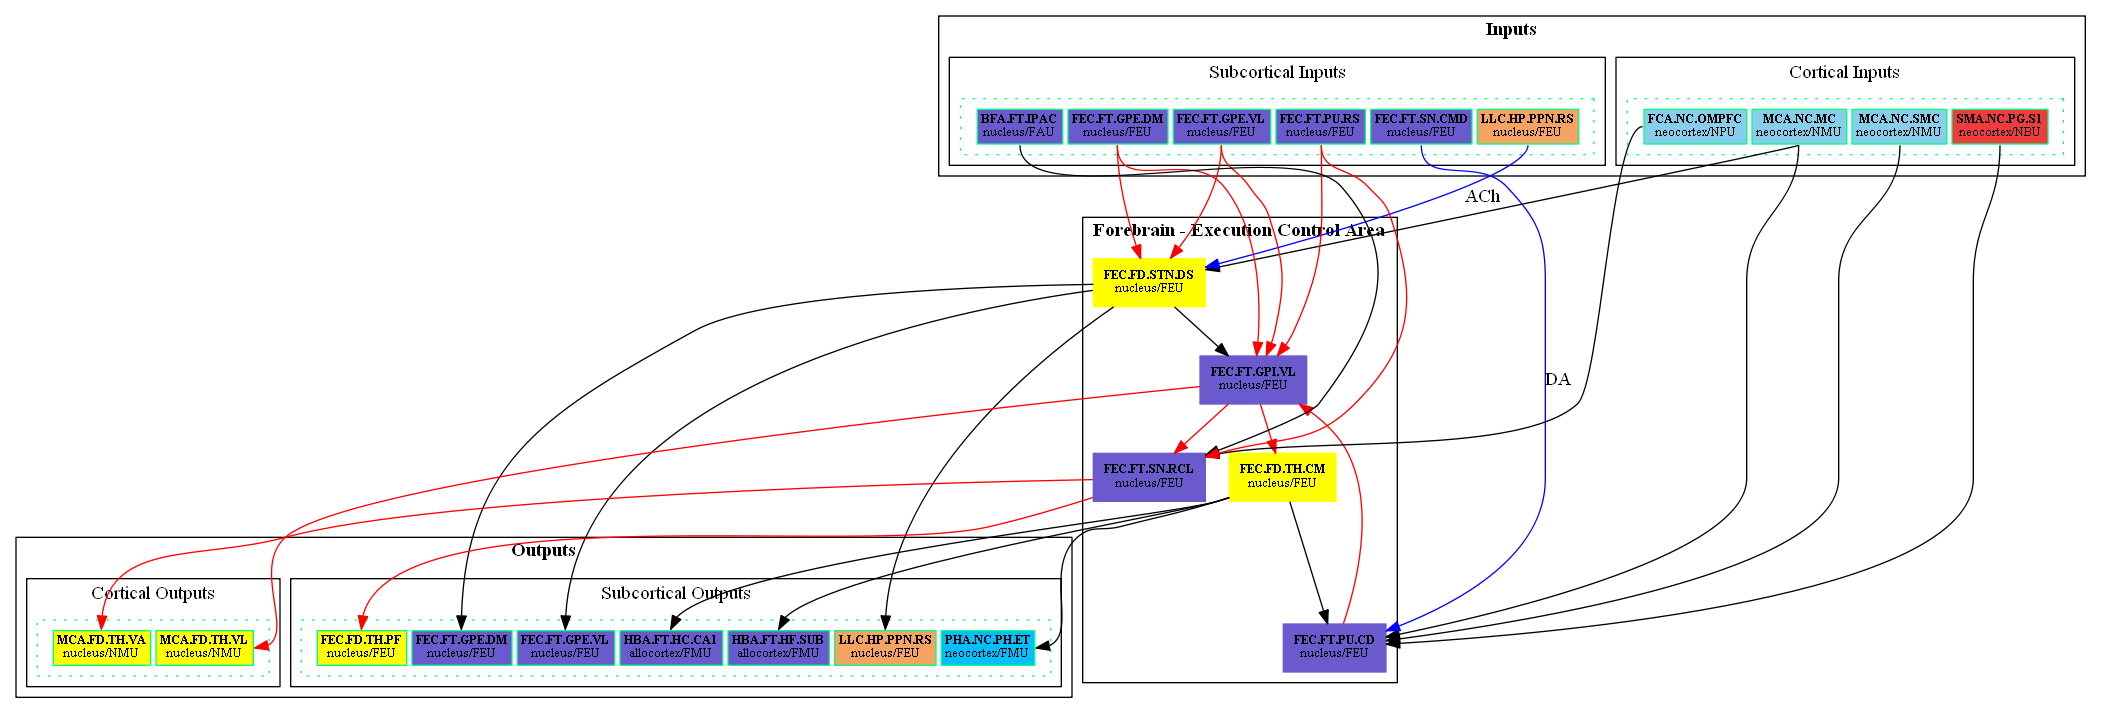 Inputs
Subcortical Inputs
Cortical Inputs
BFA.FT.IPAC
nucleus/FAU
FEC.FT.GPE.DM
nucleus/FEU
FEC.FT.GPE.VL
nucleus/FEU
FEC.FT.PU.RS
nucleus/FEU
FEC.FT.SN.CMD
nucleus/FEU
LLC.HP.PPN.RS
nucleus/FEU
FCA.NC.OMPFC
neocortex/NPU
MCA.NC.MC
neocortex/NMU
MCA.NC.SMC
neocortex/NMU
SMA.NC.PG.S1
neocortex/NBU
ACh
Forebrain - Execution Control Area
FEC.FD.STN.DS
nucleus/FEU
FEC.FT.GPI.VL
nucleus/FEU
DA
FEC.FT.SN.RCL
nucleus/FEU
FEC.FD.TH.CM
nucleus/FEU
FEC.FT.PU.CD
nucleus/FEU
Outputs
Cortical Outputs
Subcortical Outputs
MCA.FD.TH.VA
nucleus/NMU
MCA.FD.TH.VL
nucleus/NMU
FEC.FD.TH.PF
nucleus/FEU
FEC.FT.GPE.DM
nucleus/FEU
FEC.FT.GPE.VL
nucleus/FEU
HBA.FT.HC.CA1
allocortex/FMU
HBA.FT.HF.SUB
allocortex/FMU
LLC.HP.PPN.RS
nucleus/FEU
PHA.NC.PH.ET
neocortex/FMU